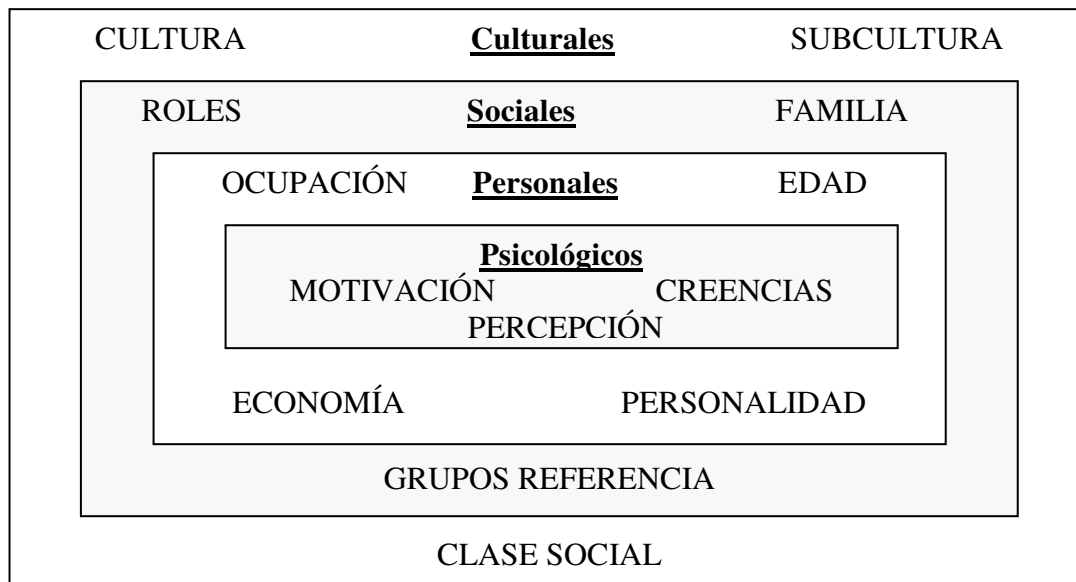 CULTURA Culturales SUBCULTURA
ROLES Sociales FAMILIA
OCUPACIÓN Personales EDAD
Psicológicos
MOTIVACIÓN CREENCIAS
PERCEPCIÓN
ECONOMÍA PERSONALIDAD
GRUPOS REFERENCIA
CLASE SOCIAL